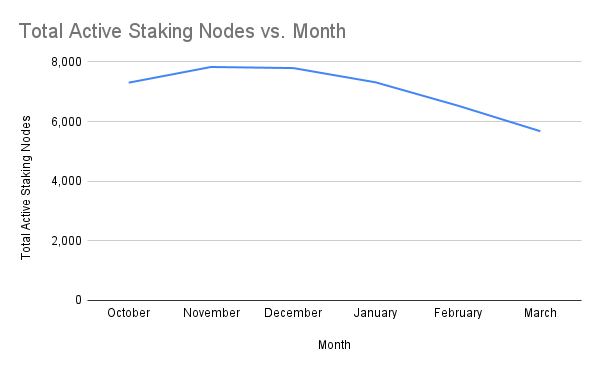 Total Active Staking Nodes vs. Month
Total Active Staking Nodes
8,000
6,000
4,000
2,000
0
October November December January February March
Month